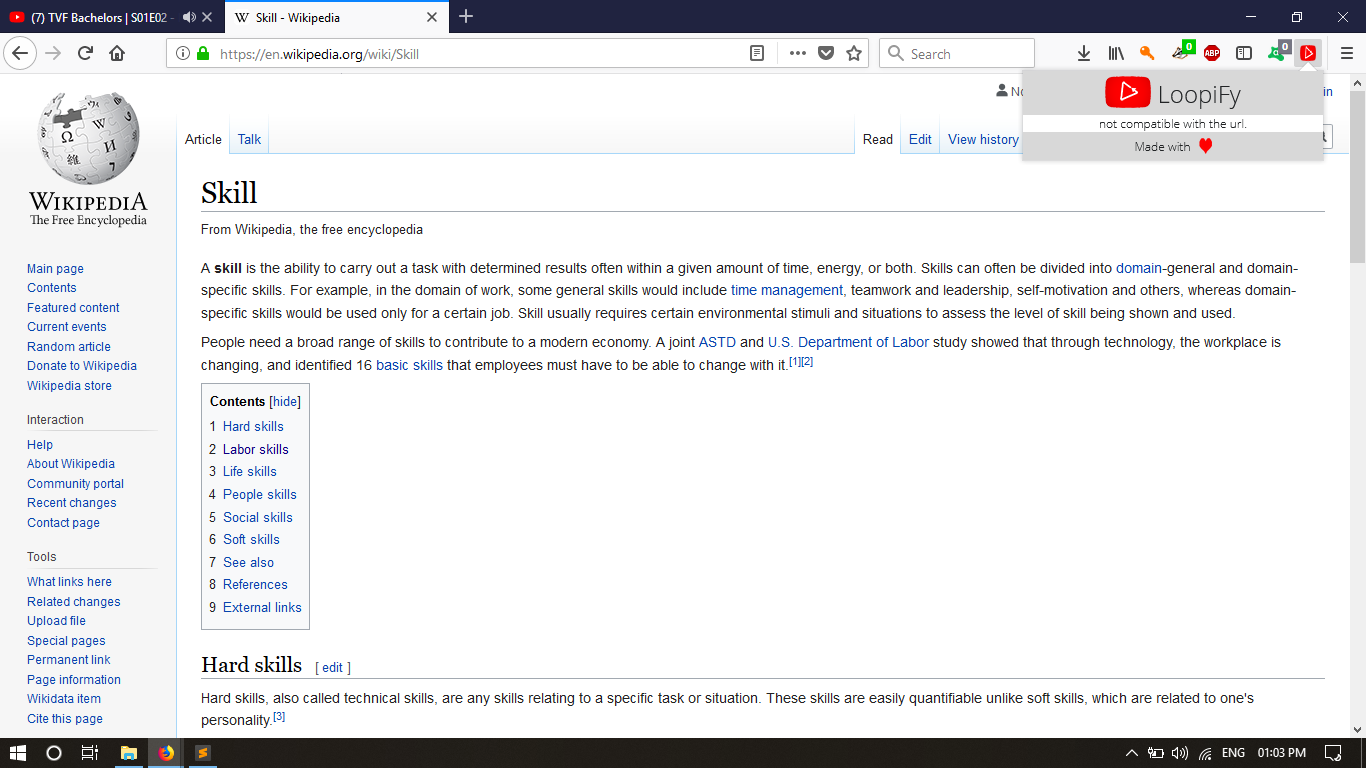 (7) TVF Bachelors | S01E02 -
W Skill - Wikipedia
https://en.wikipedia.org/wiki/Skill
Search
0
ABP
0
LoopiFy
not compatible with the url.
Made with
No
in
WIKIPEDIA
The Free Encyclopedia
Article Talk
Read Edit View history
Skill
From Wikipedia, the free encyclopedia
A skill is the ability to carry out a task with determined results often within a given amount of time, energy, or both. Skills can often be divided into domain-general and domain-
specific skills. For example, in the domain of work, some general skills would include time management, teamwork and leadership, self-motivation and others, whereas domain-
specific skills would be used only for a certain job. Skill usually requires certain environmental stimuli and situations to assess the level of skill being shown and used.
People need a broad range of skills to contribute to a modern economy. A joint ASTD and U.S. Department of Labor study showed that through technology, the workplace is
changing, and identified 16 basic skills that employees must have to be able to change with it.[1][2]
Contents [hide]
1 Hard skills
2 Labor skills
3 Life skills
4 People skills
5 Social skills
6 Soft skills
7 See also
8 References
9 External links
Hard skills [ edit ]
Hard skills, also called technical skills, are any skills relating to a specific task or situation. These skills are easily quantifiable unlike soft skills, which are related to one's
personality.[3]
Main page
Contents
Featured content
Current events
Random article
Donate to Wikipedia
Wikipedia store
Interaction
Help
About Wikipedia
Community portal
Recent changes
Contact page
Tools
What links here
Related changes
Upload file
Special pages
Permanent link
Page information
Wikidata item
Cite this page
ENG 01:03 PM